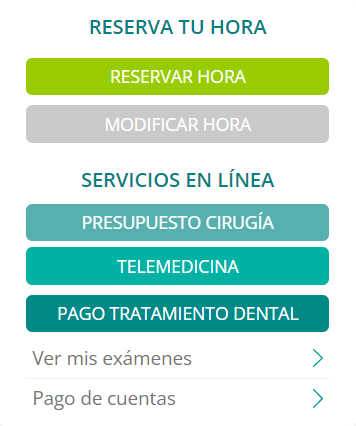 RESERVA TU HORA
RESERVAR HORA
MODIFICAR HORA
SERVICIOS EN LÍNEA
PRESUPUESTO CIRUGÍA
TELEMEDICINA
PAGO TRATAMIENTO DENTAL
Ver mis exámenes
Pago de cuentas